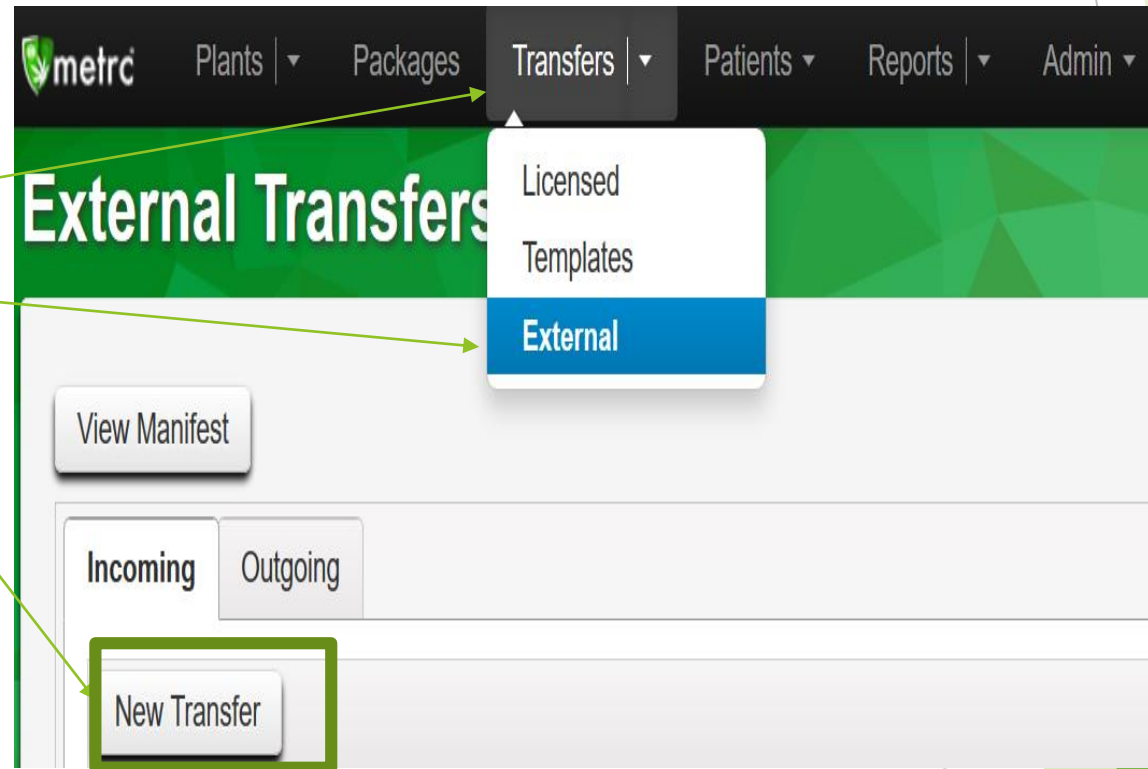 metrc Plants Packages Transfers Patients Reports Admin
External Transfers
Licensed
Templates
External
View Manifest
Incoming Outgoing
New Transfer